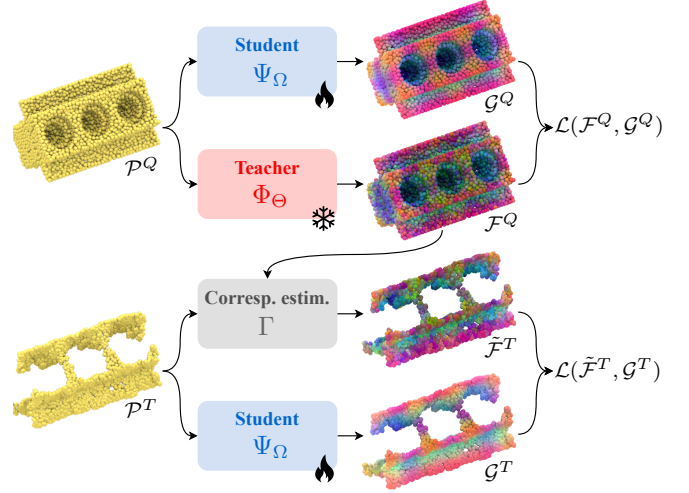 Student
Ψ_Ω
𝒢^Q
𝒫^Q
ℒ(ℱ^Q, 𝒢^Q)
Teacher
Φ_Θ
ℱ^Q
Corresp. estim.
Γ
ℱ̃^T
𝒫^T
ℒ(ℱ̃^T, 𝒢^T)
Student
Ψ_Ω
𝒢^T